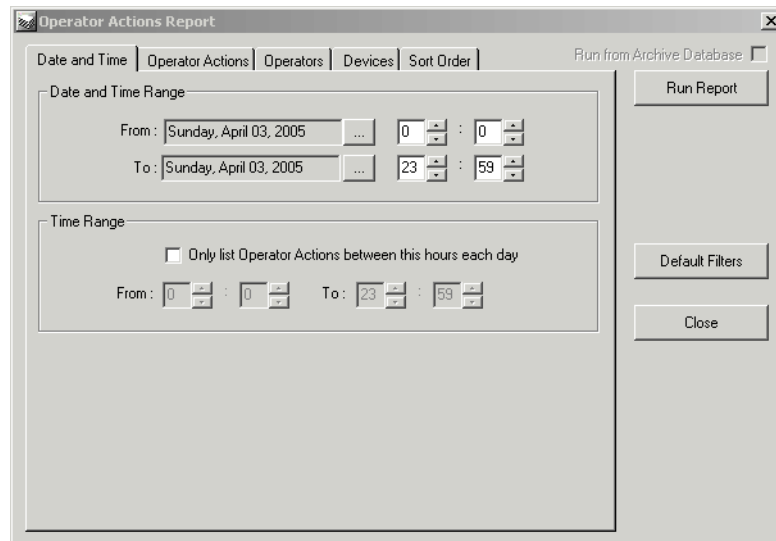 Operator Actions Report
Date and Time Operator Actions Operators Devices Sort Order Run from Archive Database
Date and Time Range Run Report
From : Sunday, April 03, 2005 ... 0 : 0
To : Sunday, April 03, 2005 ... 23 : 59
Time Range
Only list Operator Actions between this hours each day Default Filters
From : 0 : 0 To : 23 : 59
Close